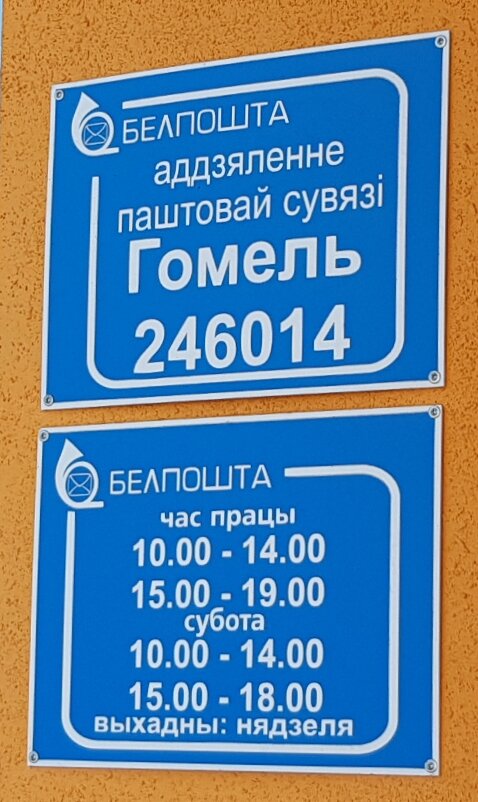 БЕЛПОШТА
аддзяленне
паштовай сувязі
Гомель
246014
БЕЛПОШТА
час працы
10.00 - 14.00
15.00 - 19.00
субота
10.00 - 14.00
15.00 - 18.00
выхадны: нядзеля